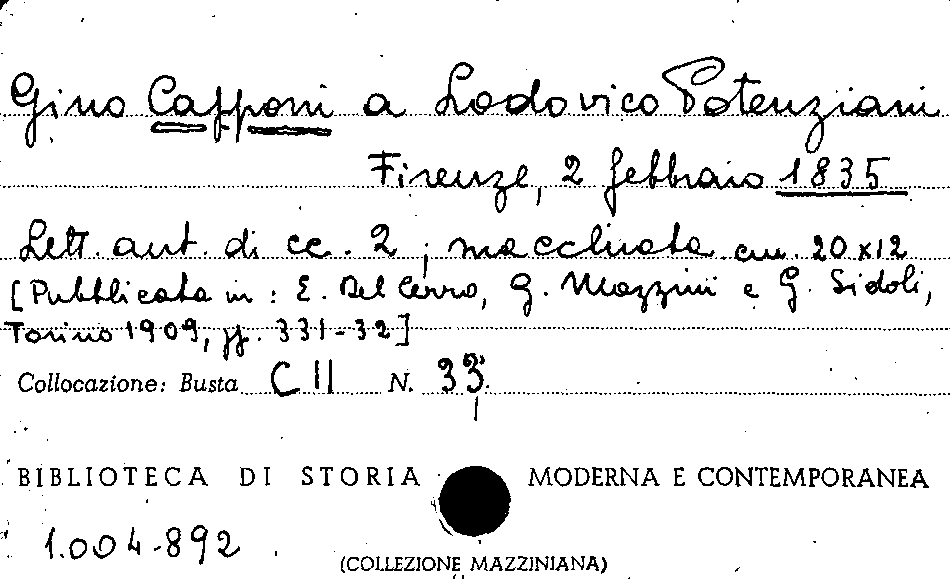 Gino Capponi a Lodovico Potenziani
Firenze, 2 febbraio 1835
Lett. aut. di cc. 2; macchiata cm. 20x12
[Pubblicata in: E. Del Cerro, G. Mazzini e G. Sidoli,
Torino 1909, pp. 331-32]
Collocazione: Busta C II N. 33.
BIBLIOTECA DI STORIA MODERNA E CONTEMPORANEA
1.004-892
(COLLEZIONE MAZZINIANA)